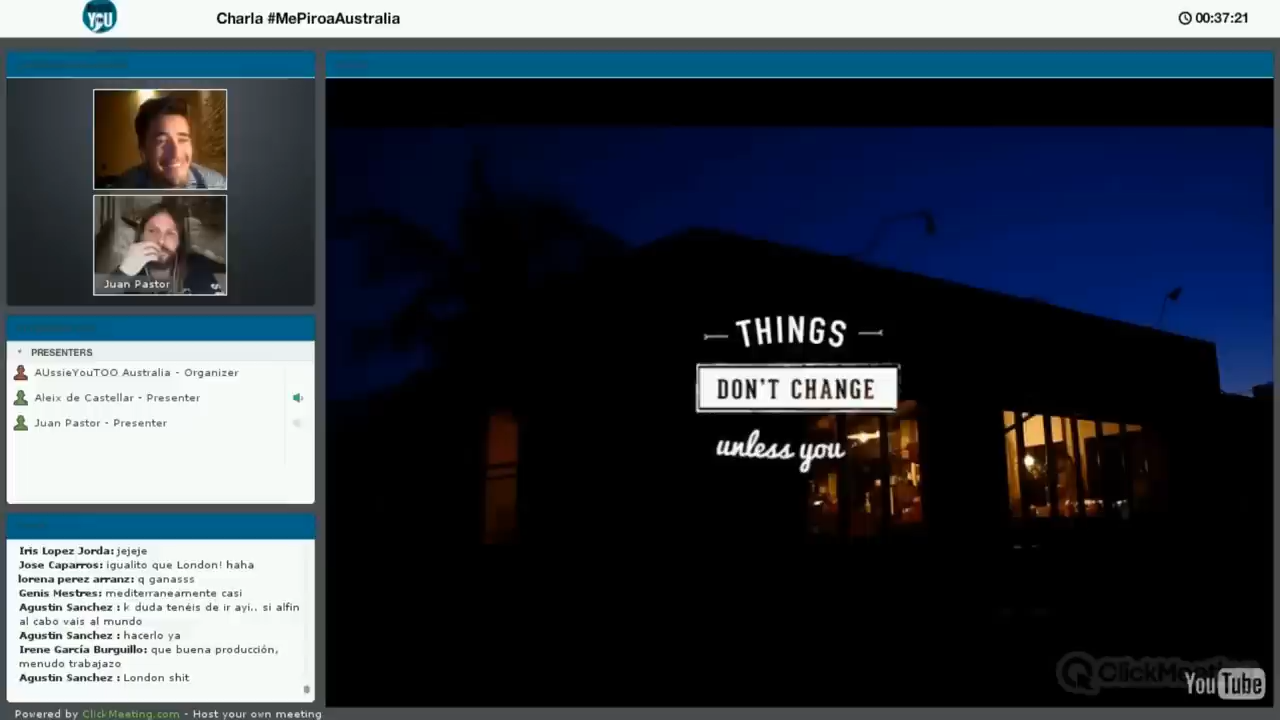 YOU
Charla #MePiroaAustralia
00:37:21
Juan Pastor
PRESENTERS
AUssieYouTOO Australia - Organizer
Aleix de Castellar - Presenter
Juan Pastor - Presenter
THINGS
DON'T CHANGE
unless you
Iris Lopez Jorda: jejeje
Jose Caparros: igualito que London! haha
lorena perez arranz: q ganasss
Genis Mestres: mediterraneamente casi
Agustin Sanchez : k duda tenéis de ir ayi.. si alfin
al cabo vais al mundo
Agustin Sanchez : hacerlo ya
Irene García Burguillo: que buena producción,
menudo trabajazo
Agustin Sanchez : London shit
ClickMeeting
YouTube
Powered by ClickMeeting.com - Host your own meeting